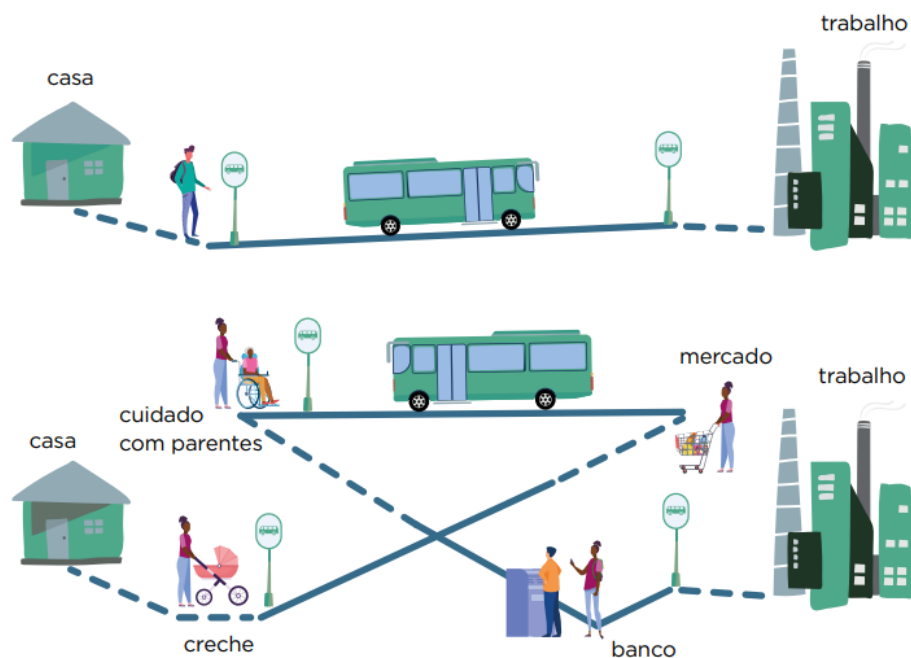 trabalho
casa
mercado
trabalho
cuidado
com parentes
casa
creche
banco